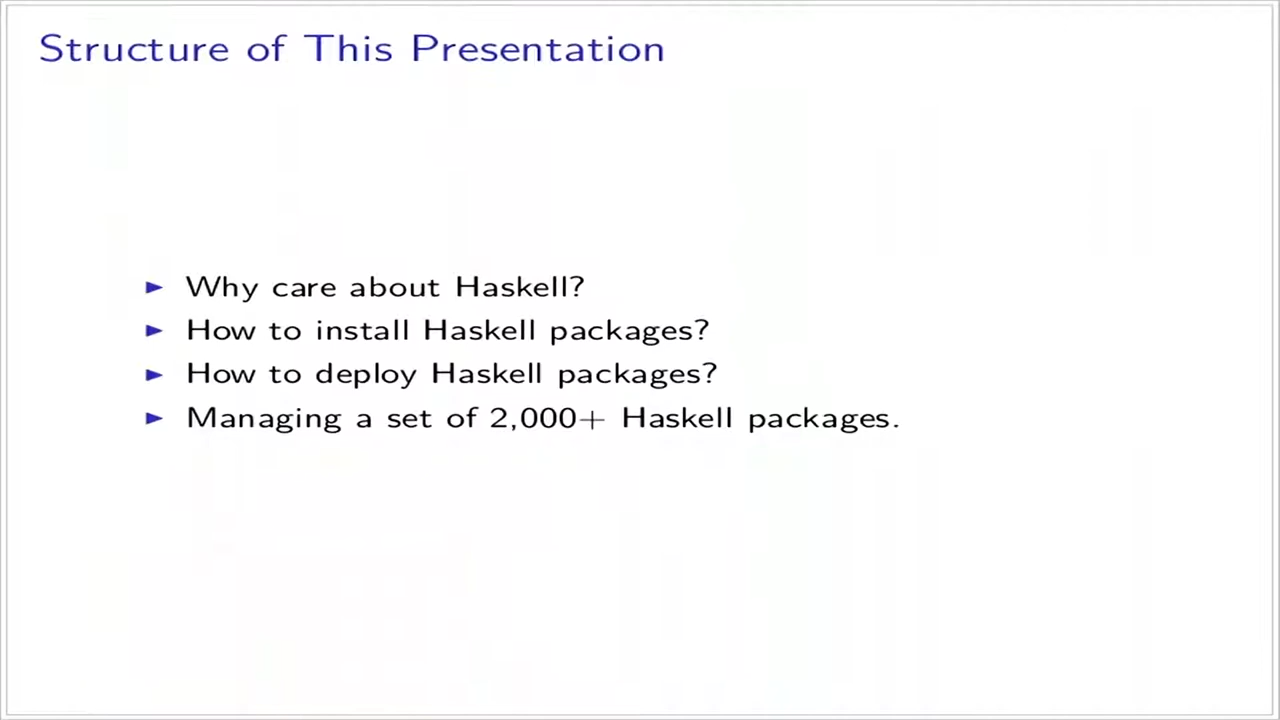 Structure of This Presentation
Why care about Haskell?
How to install Haskell packages?
How to deploy Haskell packages?
Managing a set of 2,000+ Haskell packages.